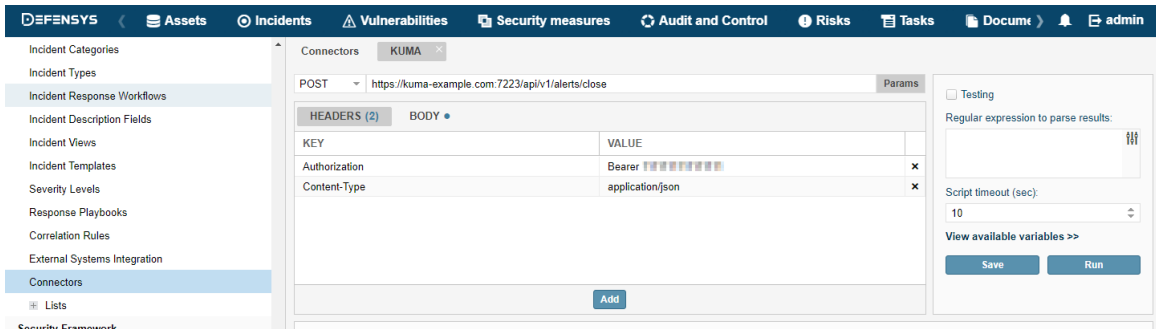 DEFENSYS Assets Incidents Vulnerabilities Security measures Audit and Control Risks Tasks Docume admin
Incident Categories
Incident Types
Incident Response Workflows
Incident Description Fields
Incident Views
Incident Templates
Severity Levels
Response Playbooks
Correlation Rules
External Systems Integration
Connectors
Lists
Security Framework
Connectors KUMA ×
POST https://kuma-example.com:7223/api/v1/alerts/close Params
HEADERS (2) BODY
KEY VALUE
Authorization Bearer ×
Content-Type application/json ×
Add
Testing
Regular expression to parse results:
Script timeout (sec):
10
View available variables >>
Save Run